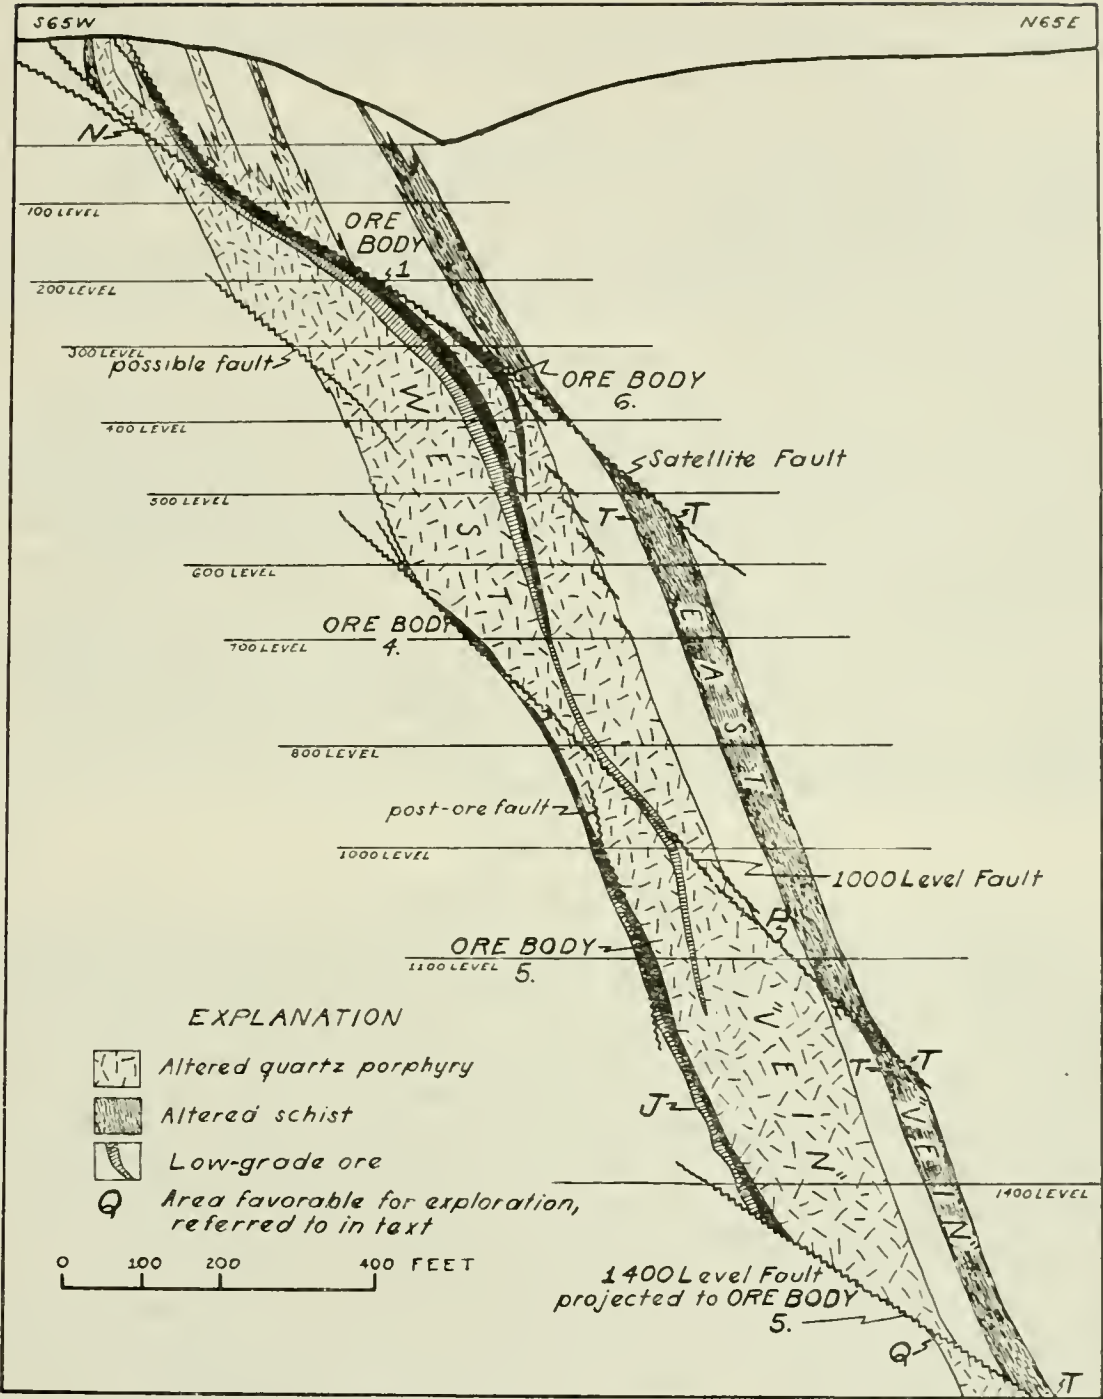 S65W
N65E
N
100 LEVEL
ORE
BODY
1
200 LEVEL
300 LEVEL
possible fault
ORE BODY
6.
400 LEVEL
Satellite Fault
500 LEVEL
T
T
600 LEVEL
WEST
ORE BODY
4.
700 LEVEL
EAST
800 LEVEL
post-ore fault
1000 LEVEL
1000 Level Fault
P
ORE BODY
5.
1100 LEVEL
"VEIN"
T
T
J
"VEIN"
1400 LEVEL
EXPLANATION
Altered quartz porphyry
Altered schist
Low-grade ore
Q Area favorable for exploration,
referred to in text
0 100 200 400 FEET
1400 Level Fault
projected to ORE BODY
5.
Q
T